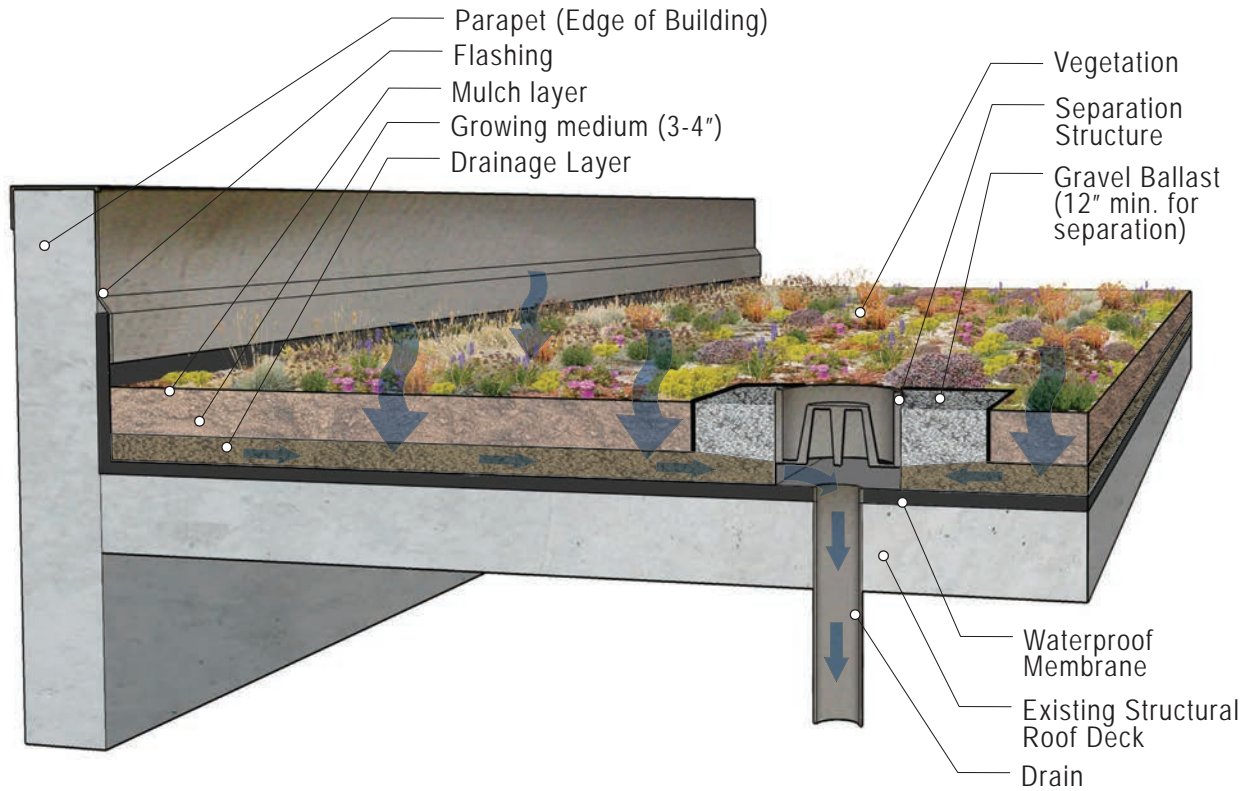 Parapet (Edge of Building)
Flashing
Mulch layer
Growing medium (3-4″)
Drainage Layer
Vegetation
Separation
Structure
Gravel Ballast
(12″ min. for
separation)
Waterproof
Membrane
Existing Structural
Roof Deck
Drain